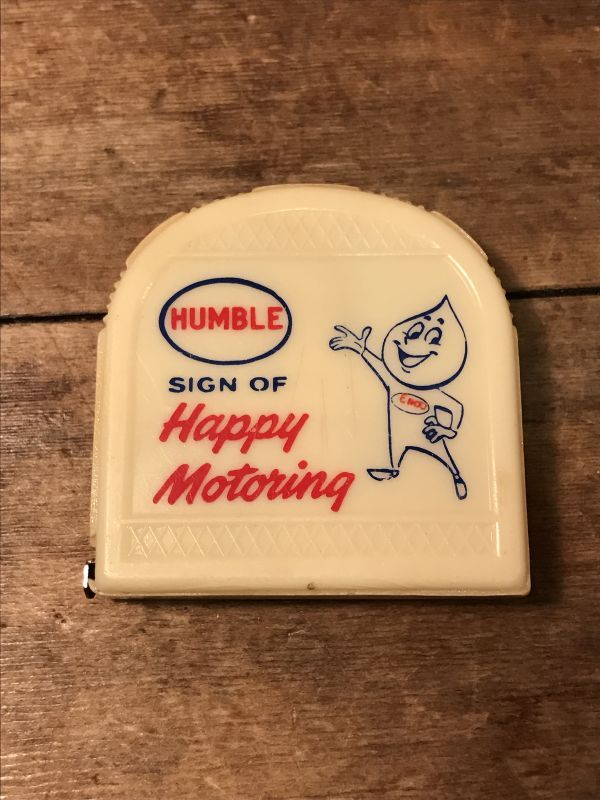 HUMBLE
SIGN OF
Happy
Motoring